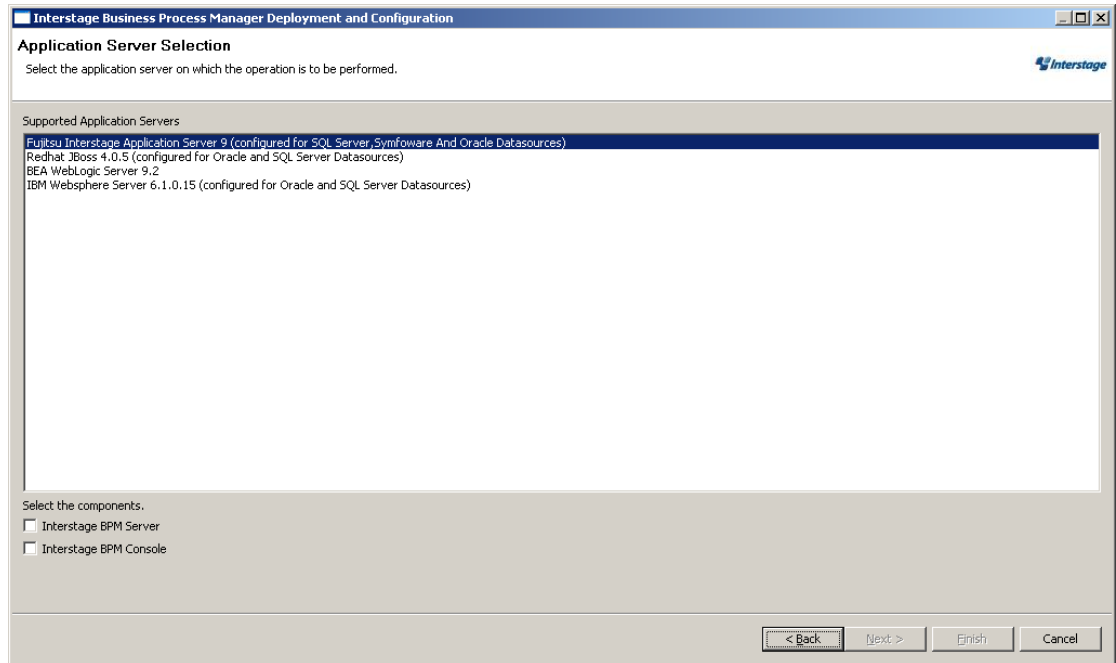 Interstage Business Process Manager Deployment and Configuration
Application Server Selection
Select the application server on which the operation is to be performed.
Interstage
Supported Application Servers
Fujitsu Interstage Application Server 9 (configured for SQL Server,Symfoware And Oracle Datasources)
Redhat JBoss 4.0.5 (configured for Oracle and SQL Server Datasources)
BEA WebLogic Server 9.2
IBM Websphere Server 6.1.0.15 (configured for Oracle and SQL Server Datasources)
Select the components.
Interstage BPM Server
Interstage BPM Console
< Back Next > Finish Cancel